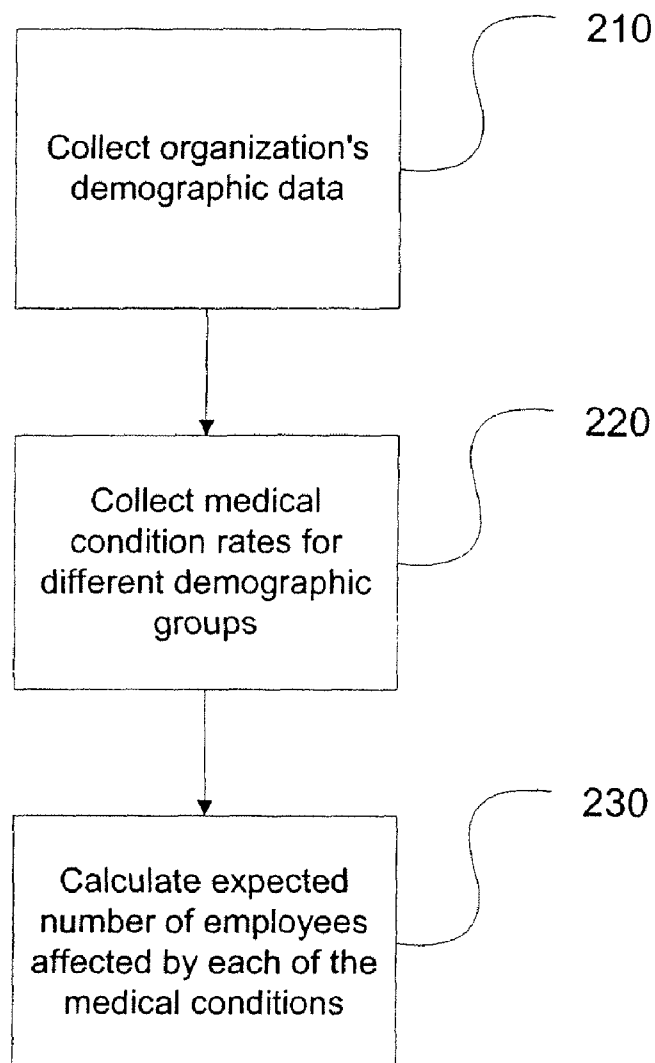 210
Collect organization's
demographic data
220
Collect medical
condition rates for
different demographic
groups
230
Calculate expected
number of employees
affected by each of the
medical conditions